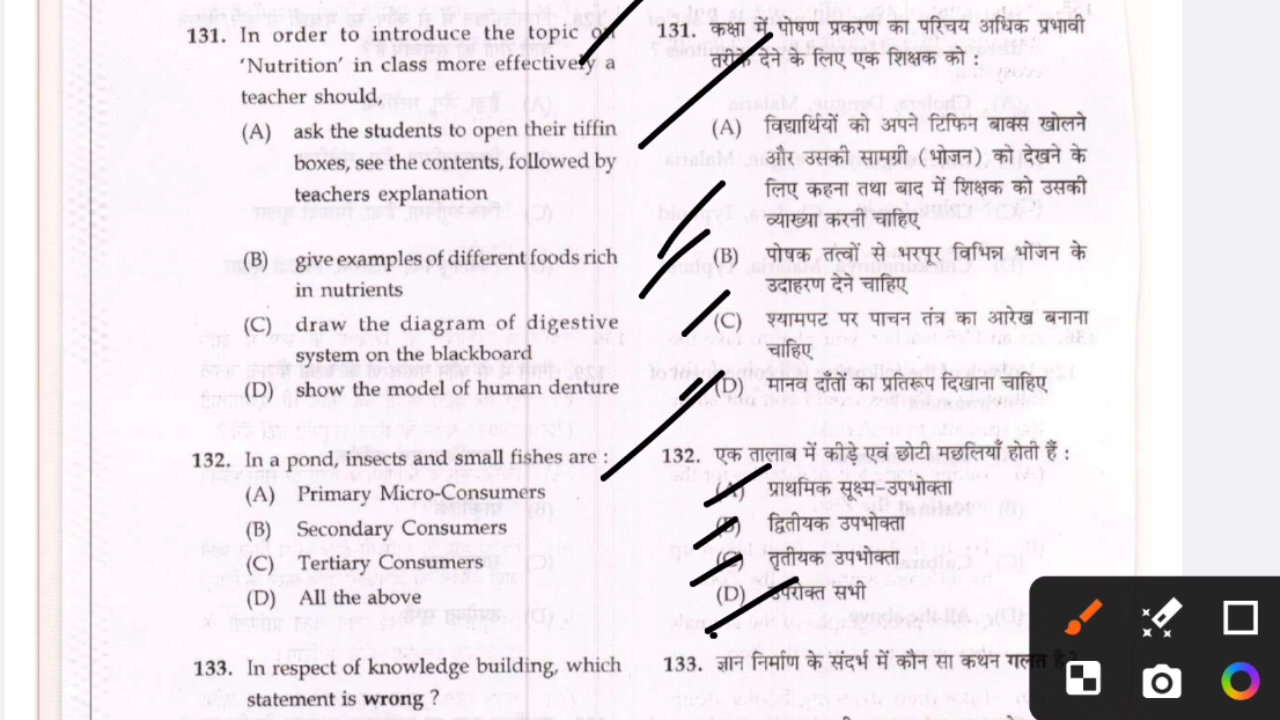 131. In order to introduce the topic on
'Nutrition' in class more effectively a
teacher should,
(A) ask the students to open their tiffin
boxes, see the contents, followed by
teachers explanation
(B) give examples of different foods rich
in nutrients
(C) draw the diagram of digestive
system on the blackboard
(D) show the model of human denture
132. In a pond, insects and small fishes are :
(A) Primary Micro-Consumers
(B) Secondary Consumers
(C) Tertiary Consumers
(D) All the above
133. In respect of knowledge building, which
statement is wrong ?
131. कक्षा में पोषण प्रकरण का परिचय अधिक प्रभावी
तरीके देने के लिए एक शिक्षक को :
(A) विद्यार्थियों को अपने टिफिन बाक्स खोलने
और उसकी सामग्री (भोजन) को देखने के
लिए कहना तथा बाद में शिक्षक को उसकी
व्याख्या करनी चाहिए
(B) पोषक तत्वों से भरपूर विभिन्न भोजन के
उदाहरण देने चाहिए
(C) श्यामपट पर पाचन तंत्र का आरेख बनाना
चाहिए
(D) मानव दाँतों का प्रतिरूप दिखाना चाहिए
132. एक तालाब में कीड़े एवं छोटी मछलियाँ होती हैं :
(A) प्राथमिक सूक्ष्म-उपभोक्ता
(B) द्वितीयक उपभोक्ता
(C) तृतीयक उपभोक्ता
(D) उपरोक्त सभी
133. ज्ञान निर्माण के संदर्भ में कौन सा कथन गलत है?